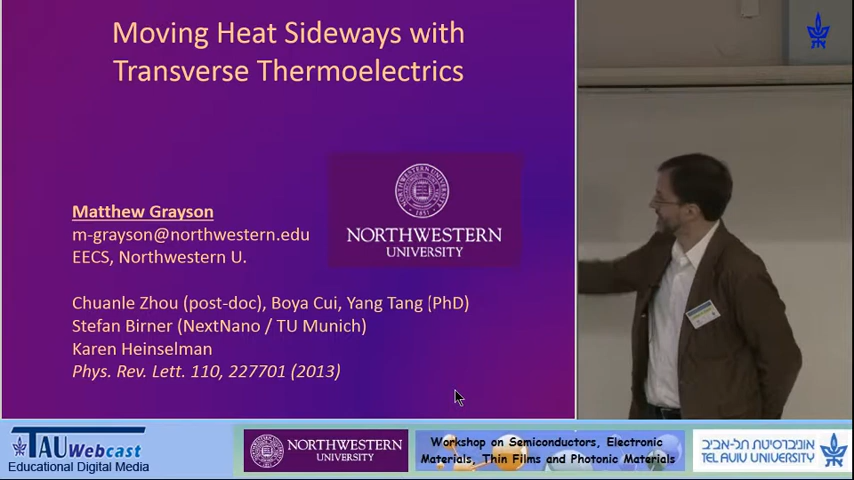 Moving Heat Sideways with
Transverse Thermoelectrics
Matthew Grayson
m-grayson@northwestern.edu
EECS, Northwestern U.
NORTHWESTERN
UNIVERSITY
Chuanle Zhou (post-doc), Boya Cui, Yang Tang (PhD)
Stefan Birner (NextNano / TU Munich)
Karen Heinselman
Phys. Rev. Lett. 110, 227701 (2013)
TAU Webcast
Educational Digital Media
NORTHWESTERN
UNIVERSITY
Workshop on Semiconductors, Electronic
Materials, Thin Films and Photonic Materials
אוניברסיטת תל-אביב
TEL AVIV UNIVERSITY